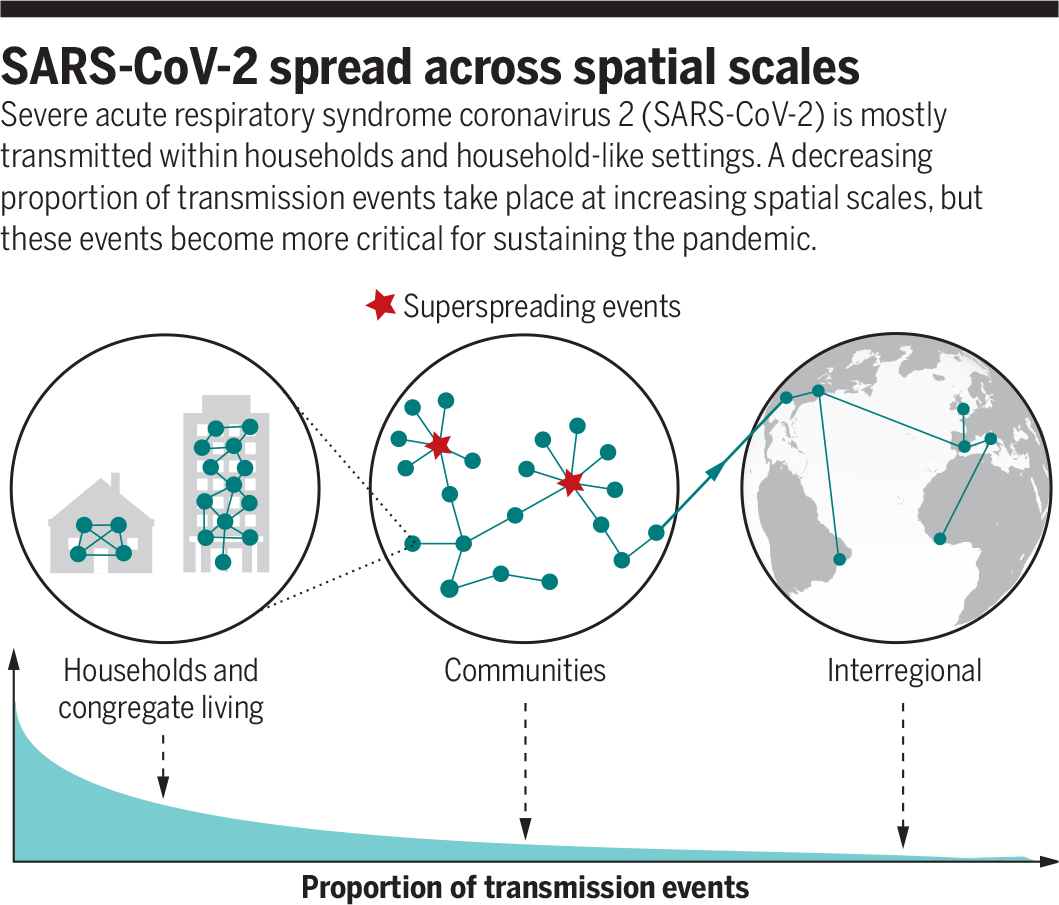 SARS-CoV-2 spread across spatial scales
Severe acute respiratory syndrome coronavirus 2 (SARS-CoV-2) is mostly
transmitted within households and household-like settings. A decreasing
proportion of transmission events take place at increasing spatial scales, but
these events become more critical for sustaining the pandemic.
Superspreading events
Households and
congregate living
Communities
Interregional
Proportion of transmission events